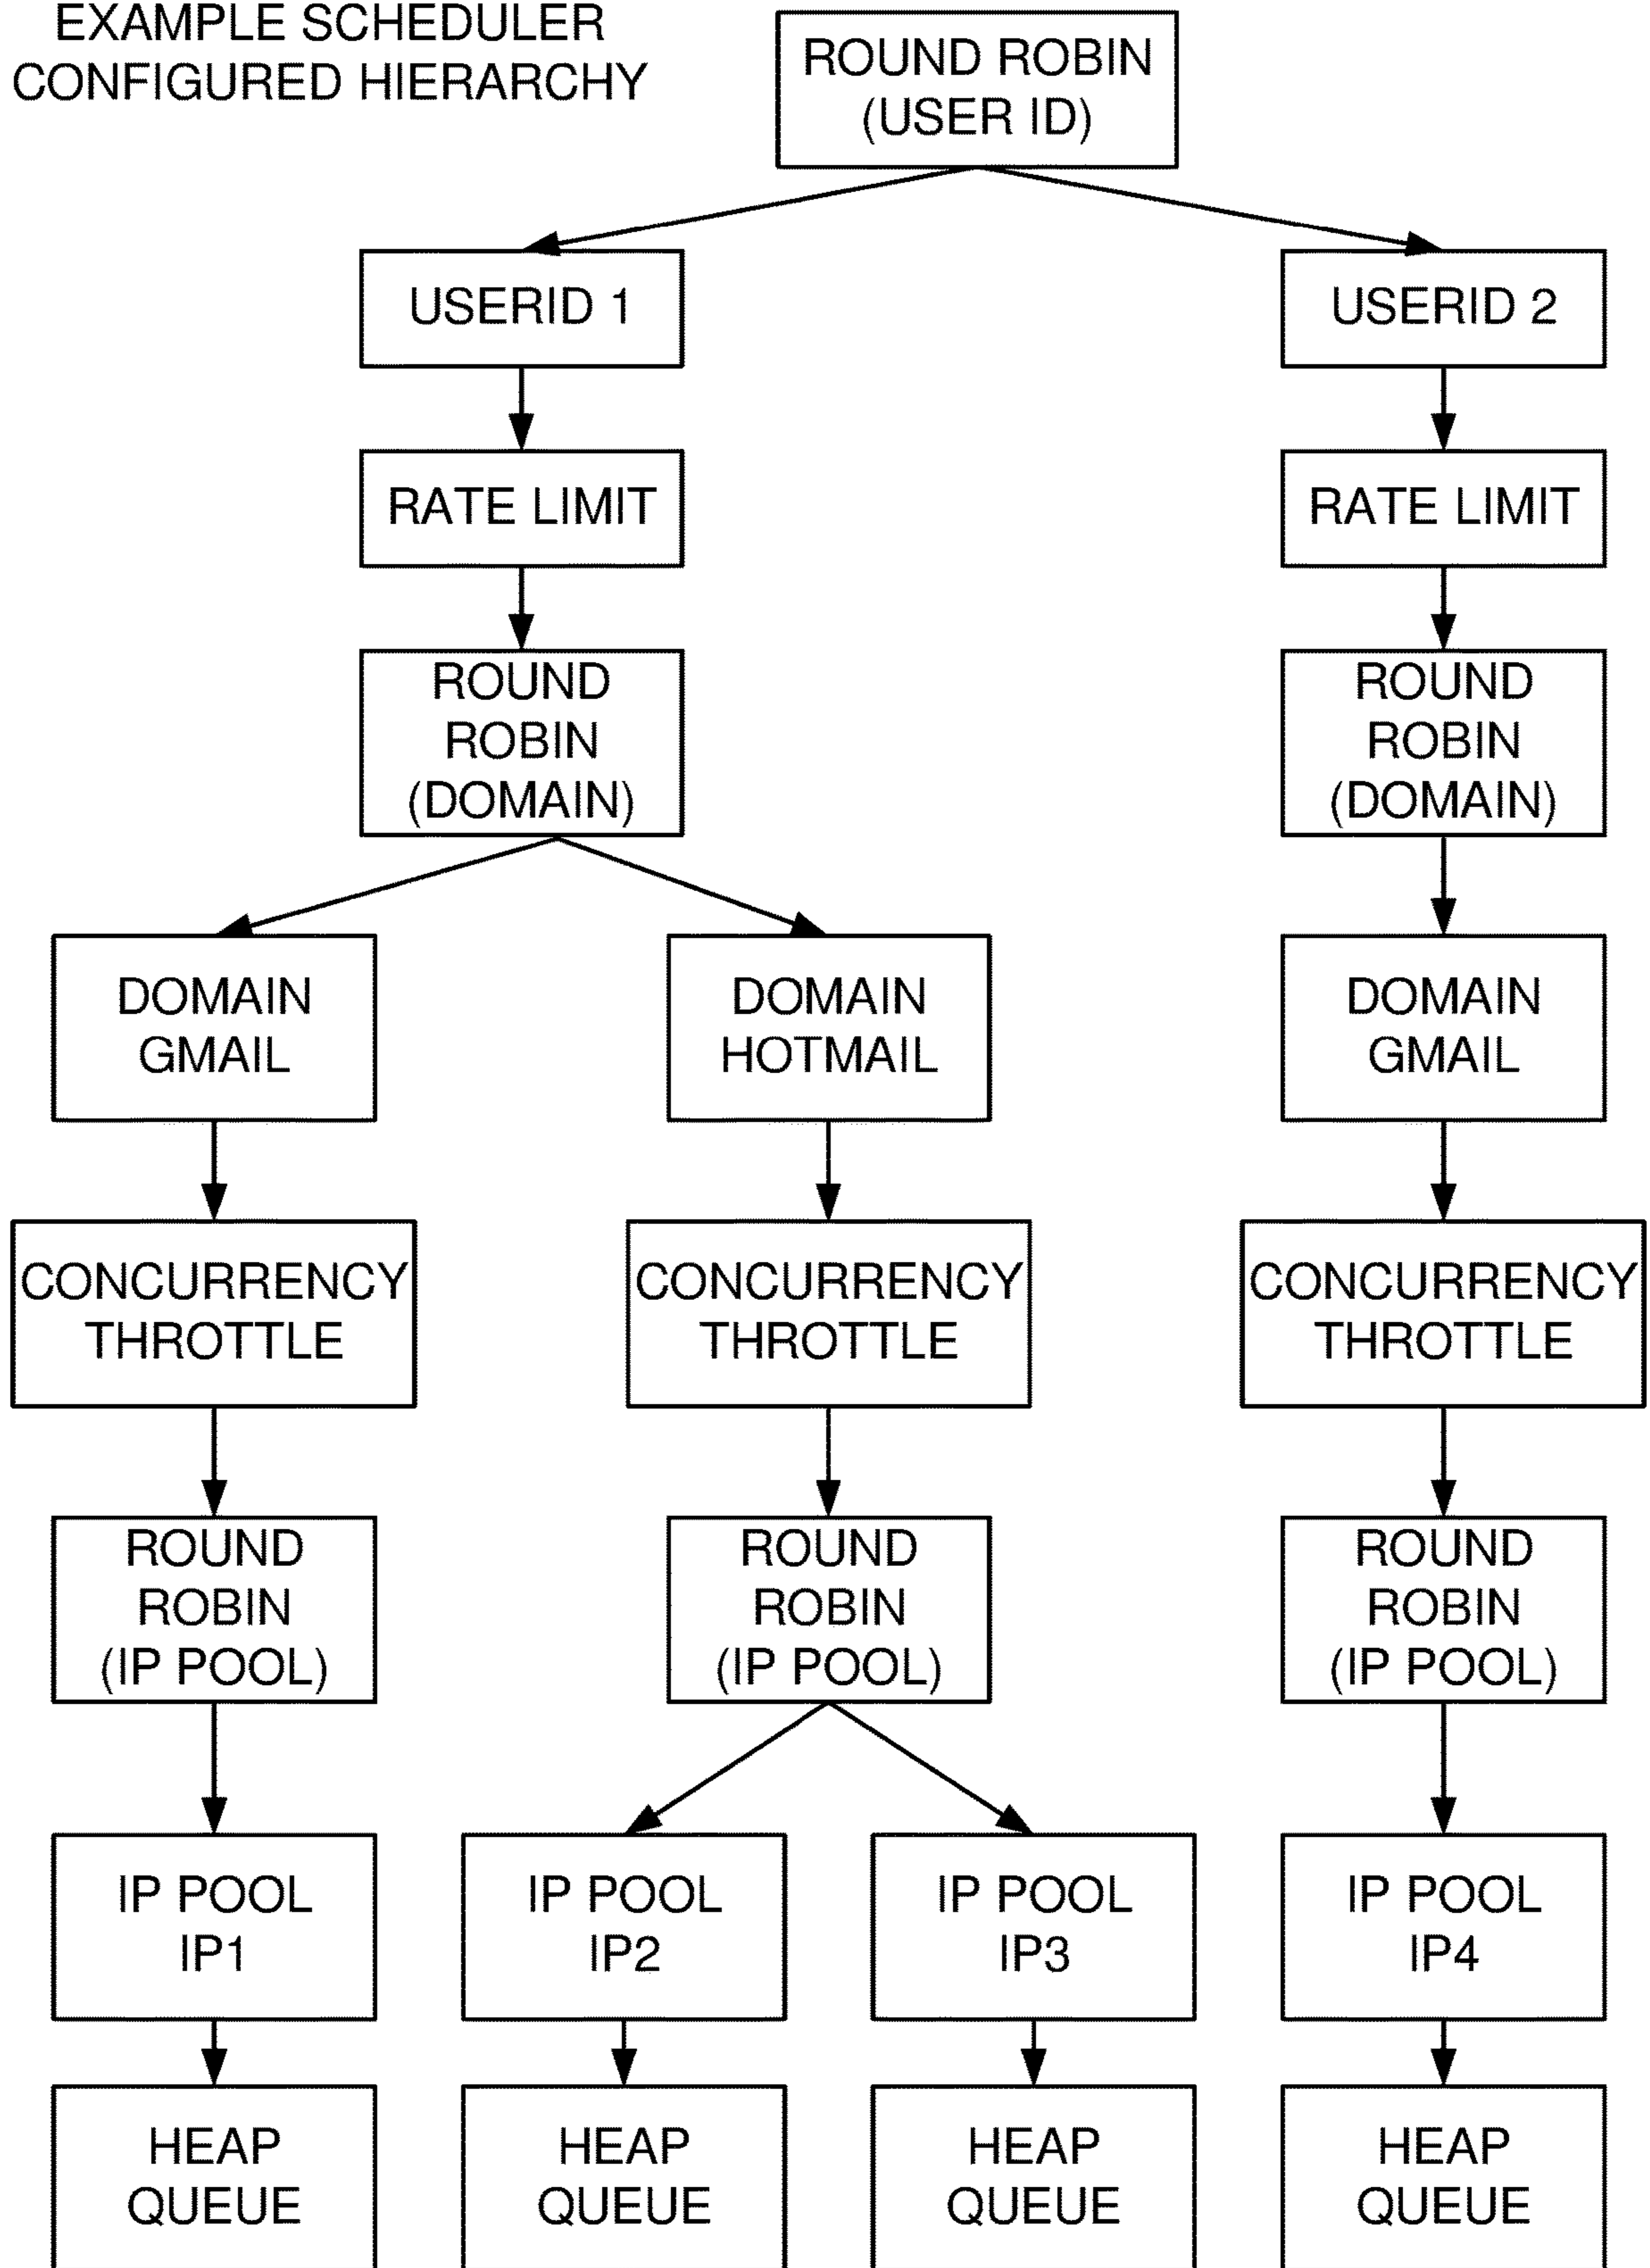 EXAMPLE SCHEDULER
CONFIGURED HIERARCHY
ROUND ROBIN
(USER ID)
USERID 1
USERID 2
RATE LIMIT
RATE LIMIT
ROUND
ROBIN
(DOMAIN)
ROUND
ROBIN
(DOMAIN)
DOMAIN
GMAIL
DOMAIN
HOTMAIL
DOMAIN
GMAIL
CONCURRENCY
THROTTLE
CONCURRENCY
THROTTLE
CONCURRENCY
THROTTLE
ROUND
ROBIN
(IP POOL)
ROUND
ROBIN
(IP POOL)
ROUND
ROBIN
(IP POOL)
IP POOL
IP1
IP POOL
IP2
IP POOL
IP3
IP POOL
IP4
HEAP
QUEUE
HEAP
QUEUE
HEAP
QUEUE
HEAP
QUEUE